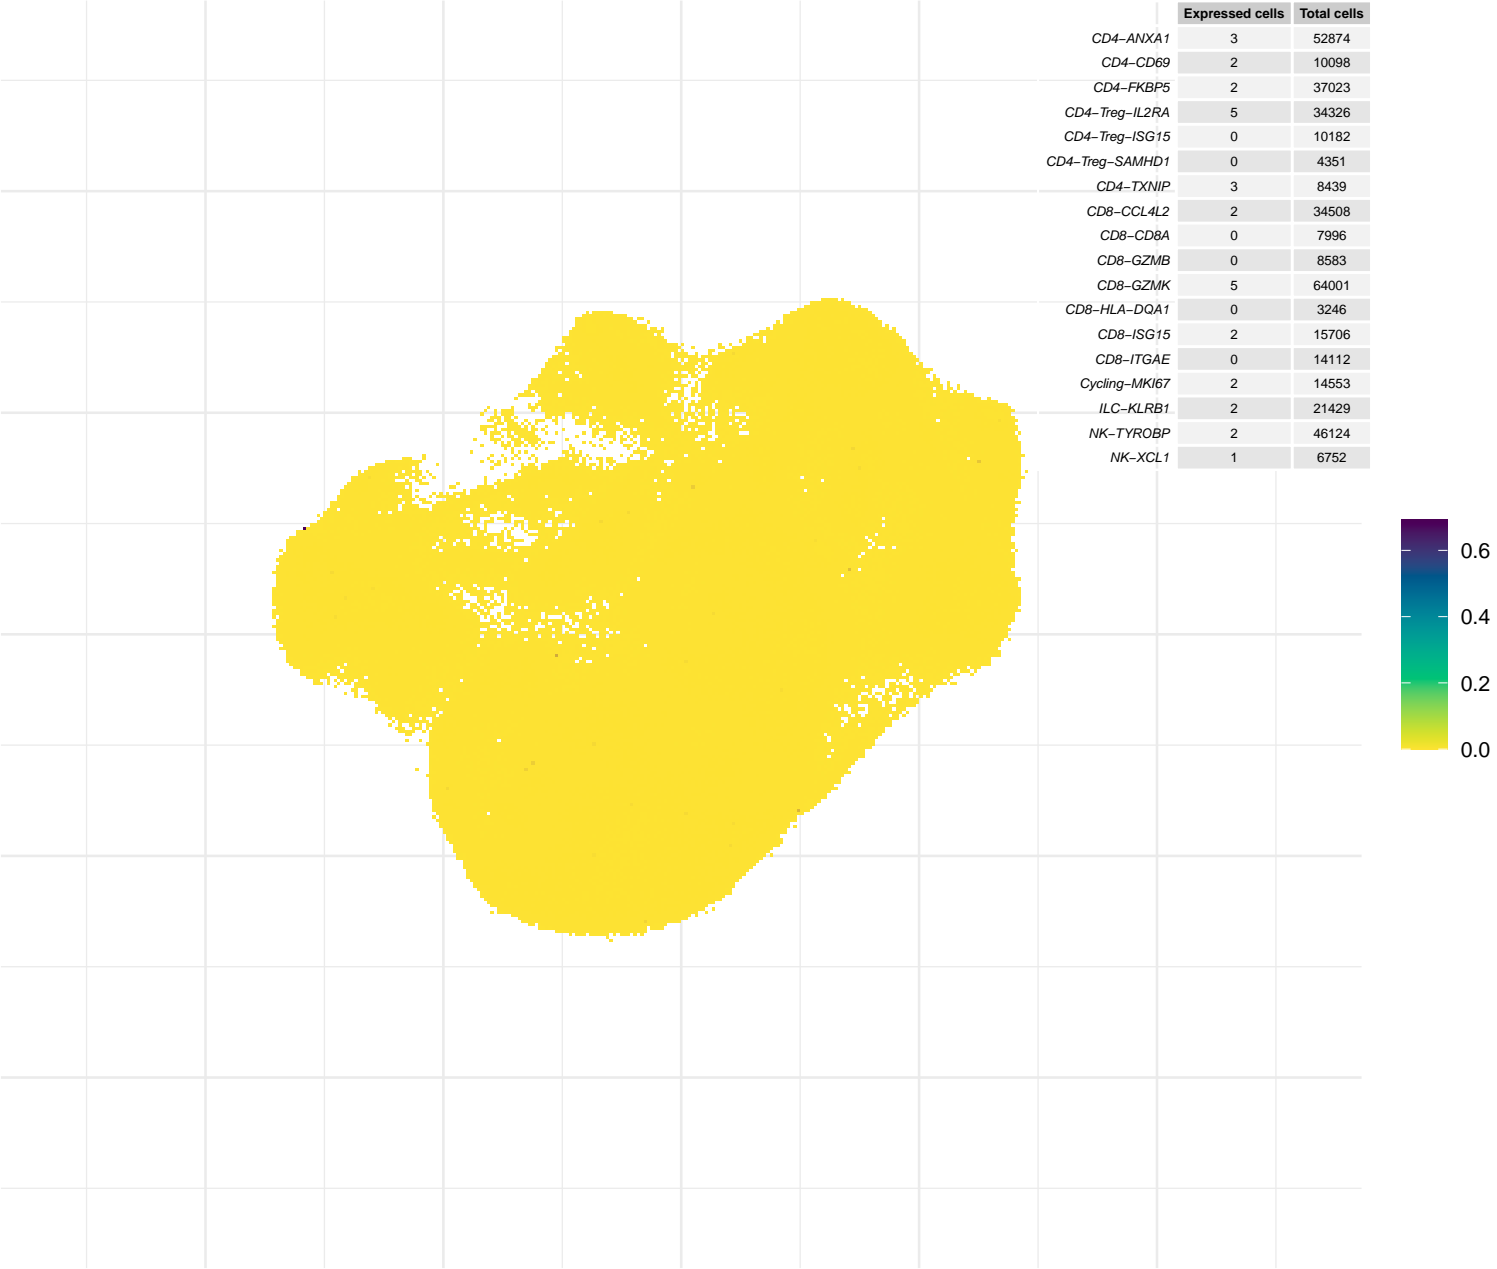 Expressed cells Total cells
CD4−ANXA1 3 52874
CD4−CD69 2 10098
CD4−FKBP5 2 37023
CD4−Treg−IL2RA 5 34326
CD4−Treg−ISG15 0 10182
CD4−Treg−SAMHD1 0 4351
CD4−TXNIP 3 8439
CD8−CCL4L2 2 34508
CD8−CD8A 0 7996
CD8−GZMB 0 8583
CD8−GZMK 5 64001
CD8−HLA−DQA1 0 3246
CD8−ISG15 2 15706
CD8−ITGAE 0 14112
Cycling−MKI67 2 14553
ILC−KLRB1 2 21429
NK−TYROBP 2 46124
NK−XCL1 1 6752
0.6
0.4
0.2
0.0